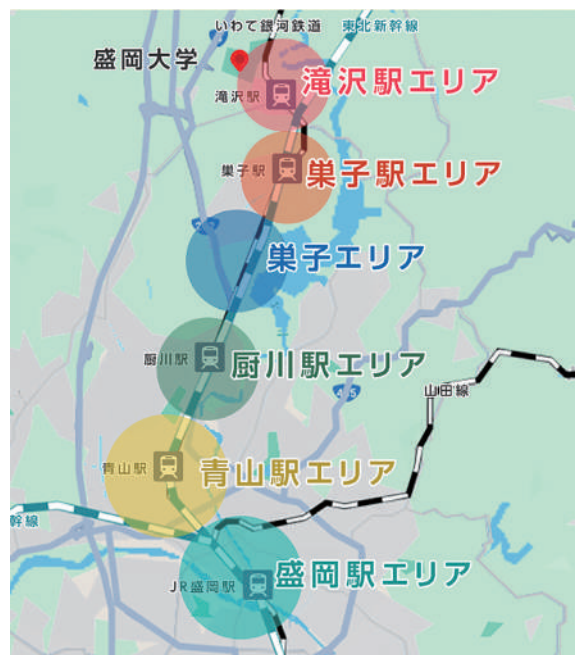 いわて銀河鉄道
東北新幹線
盛岡大学
滝沢駅
滝沢駅エリア
巣子駅
巣子駅エリア
巣子エリア
厨川駅
厨川駅エリア
山田線
青山駅
青山駅エリア
幹線
JR盛岡駅
盛岡駅エリア